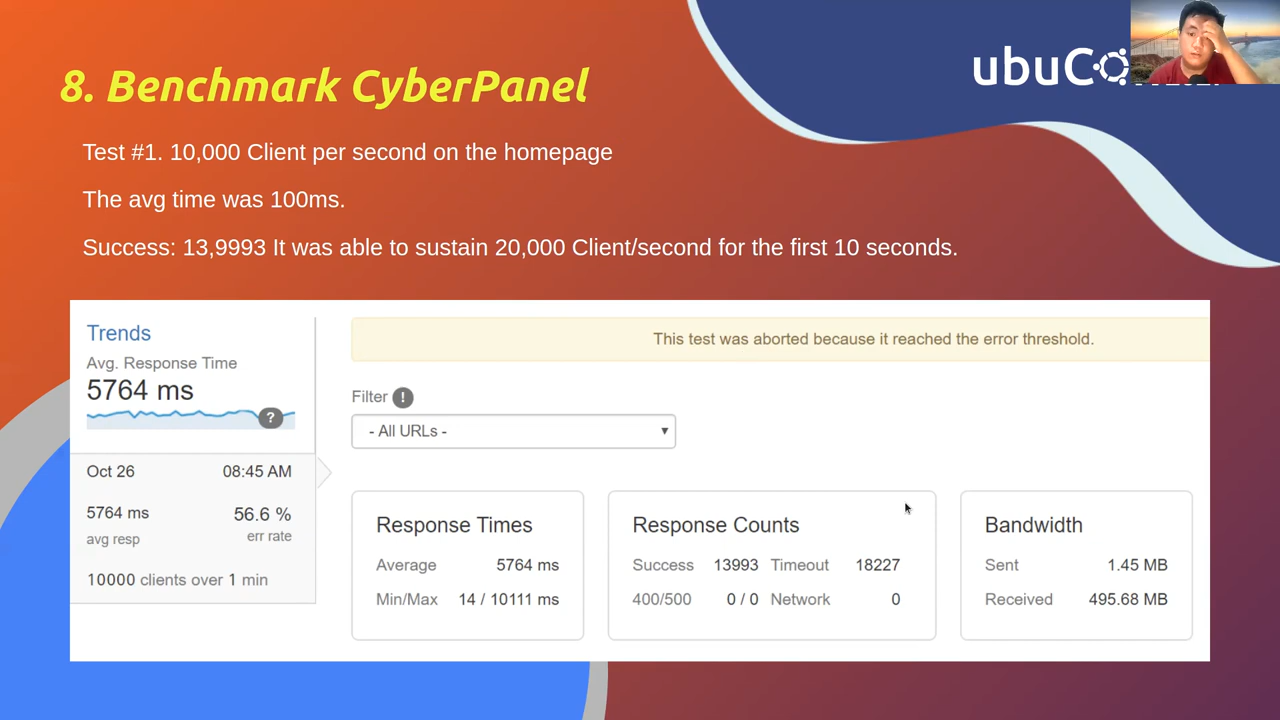 8. Benchmark CyberPanel
ubuC
Test #1. 10,000 Client per second on the homepage
The avg time was 100ms.
Success: 13,9993 It was able to sustain 20,000 Client/second for the first 10 seconds.
Trends
Avg. Response Time
5764 ms
?
Oct 26 08:45 AM
5764 ms 56.6 %
avg resp err rate
10000 clients over 1 min
This test was aborted because it reached the error threshold.
Filter !
- All URLs -
Response Times
Average 5764 ms
Min/Max 14 / 10111 ms
Response Counts
Success 13993 Timeout 18227
400/500 0 / 0 Network 0
Bandwidth
Sent 1.45 MB
Received 495.68 MB